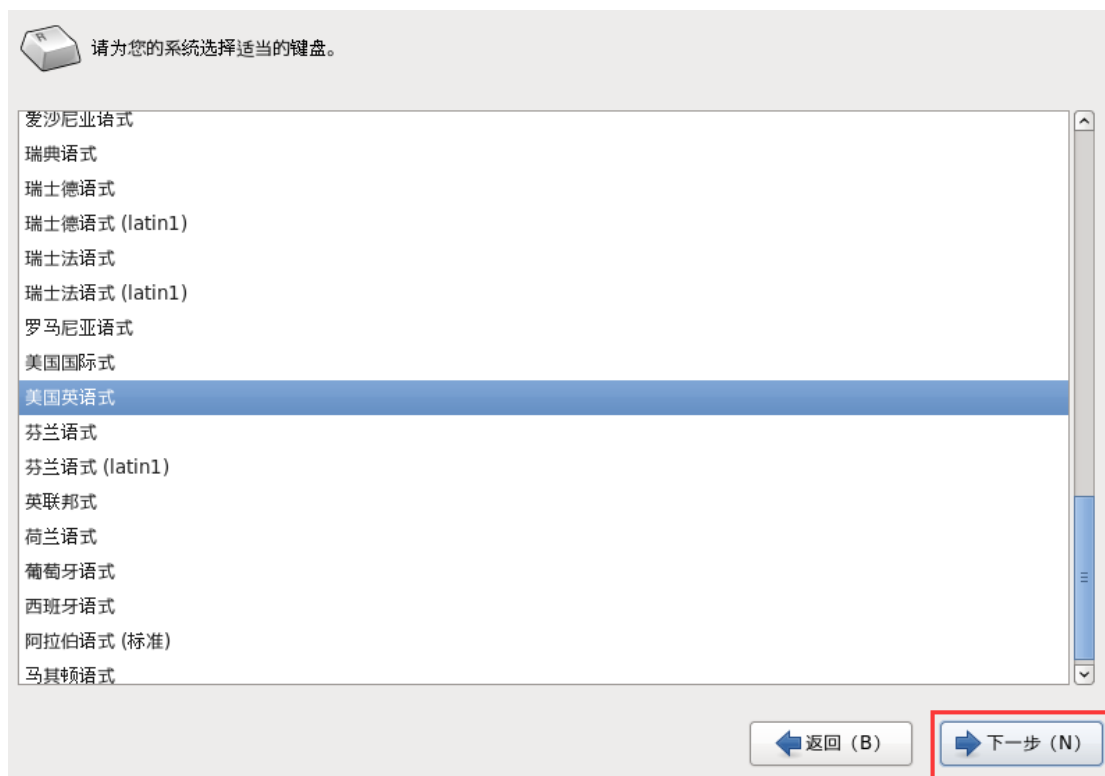 请为您的系统选择适当的键盘。
爱沙尼亚语式
瑞典语式
瑞士德语式
瑞士德语式 (latin1)
瑞士法语式
瑞士法语式 (latin1)
罗马尼亚语式
美国国际式
美国英语式
芬兰语式
芬兰语式 (latin1)
英联邦式
荷兰语式
葡萄牙语式
西班牙语式
阿拉伯语式 (标准)
马其顿语式
返回 (B)
下一步 (N)